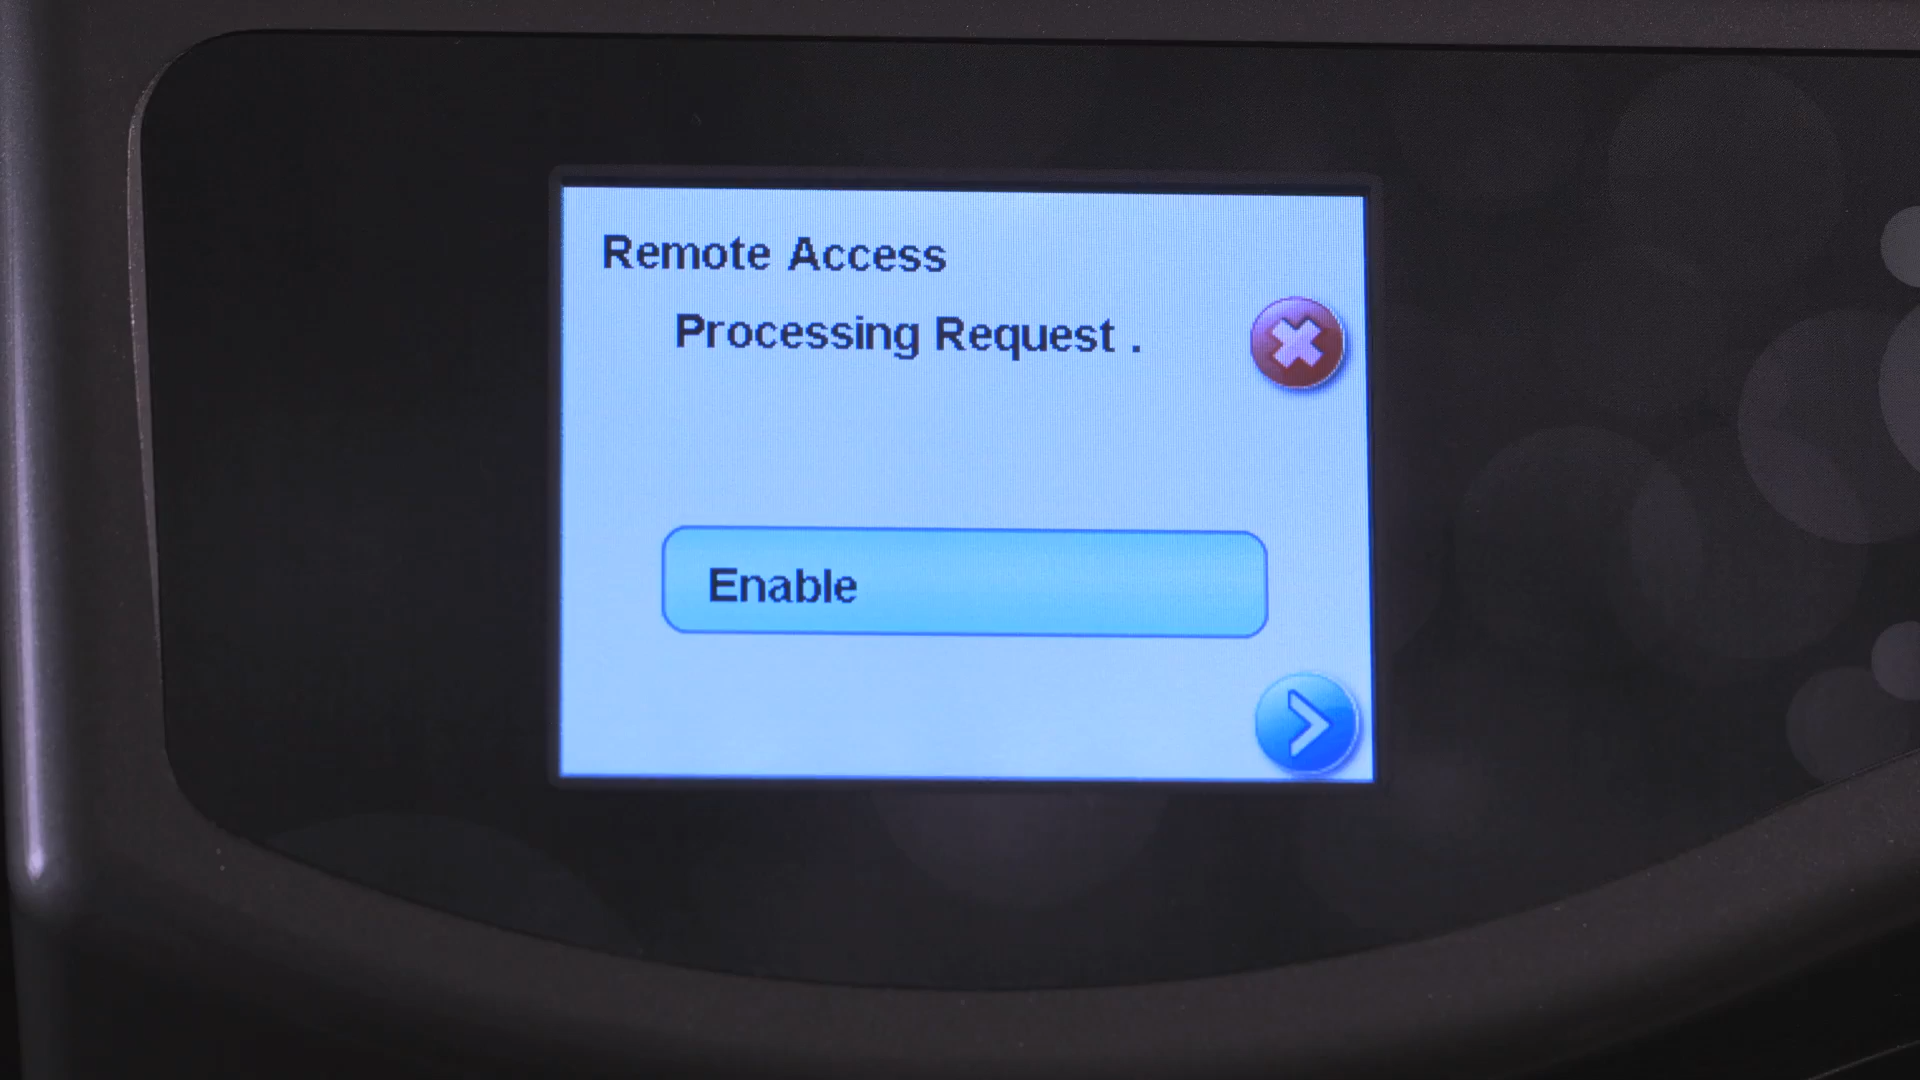 Remote Access
Processing Request .
Enable